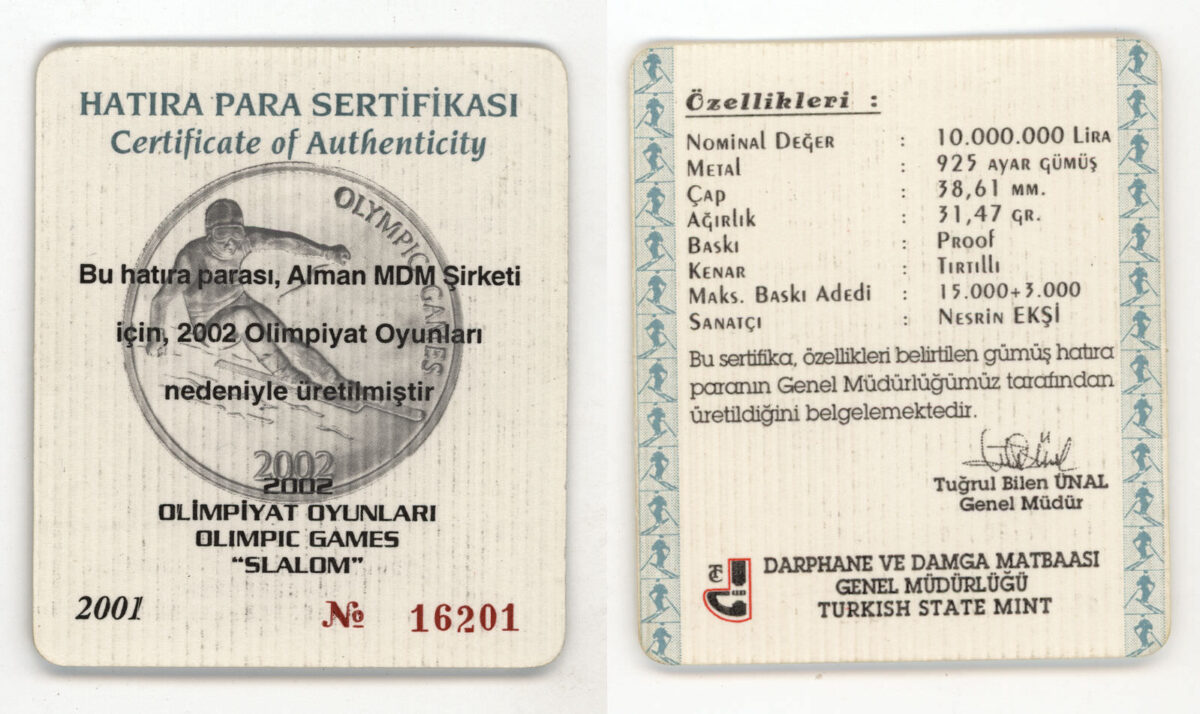 HATIRA PARA SERTİFİKASI
Certificate of Authenticity
OLYMPIC GAMES
Bu hatıra parası, Alman MDM Şirketi
için, 2002 Olimpiyat Oyunları
nedeniyle üretilmiştir
2002
2002
OLİMPİYAT OYUNLARI
OLIMPIC GAMES
“SLALOM”
2001 № 16201
Özellikleri :
Nominal Değer : 10.000.000 Lira
Metal : 925 ayar gümüş
Çap : 38,61 mm.
Ağırlık : 31,47 gr.
Baskı : Proof
Kenar : Tırtıllı
Maks. Baskı Adedi : 15.000+3.000
Sanatçı : Nesrin EKŞİ
Bu sertifika, özellikleri belirtilen gümüş hatıra
paranın Genel Müdürlüğümüz tarafından
üretildiğini belgelemektedir.
Tuğrul Bilen ÜNAL
Genel Müdür
TC
DARPHANE VE DAMGA MATBAASI
GENEL MÜDÜRLÜĞÜ
TURKISH STATE MINT